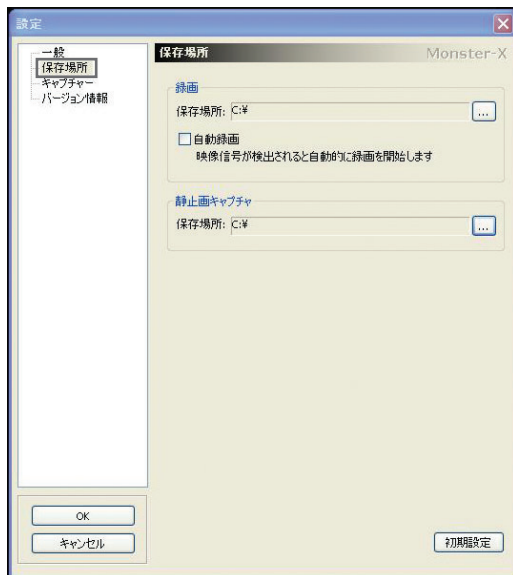 設定
一般
保存場所
キャプチャー
バージョン情報
保存場所 Monster-X
録画
保存場所: C:¥ ...
自動録画
映像信号が検出されると自動的に録画を開始します
静止画キャプチャ
保存場所: C:¥ ...
OK
キャンセル
初期設定